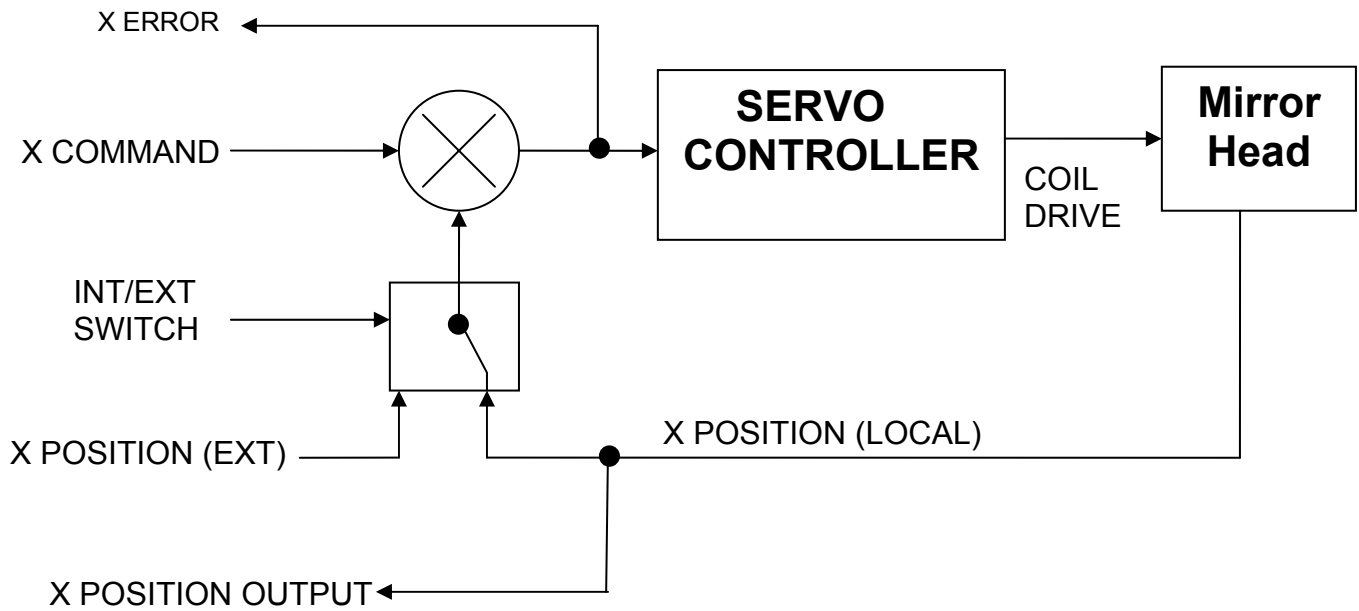 X ERROR
SERVO
CONTROLLER
Mirror
Head
X COMMAND
COIL
DRIVE
INT/EXT
SWITCH
X POSITION (EXT)
X POSITION (LOCAL)
X POSITION OUTPUT